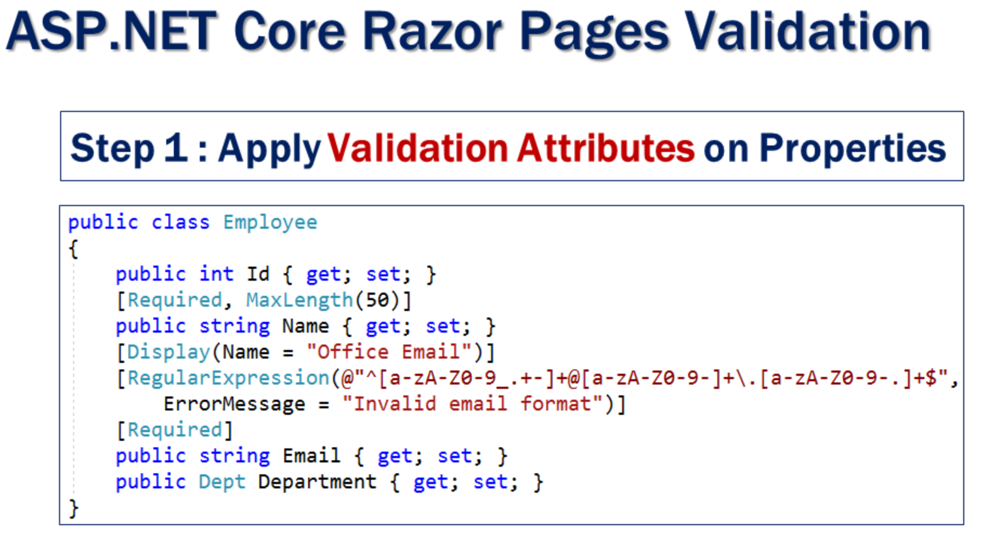 ASP.NET Core Razor Pages Validation
Step 1 : Apply Validation Attributes on Properties
public class Employee
{
    public int Id { get; set; }
    [Required, MaxLength(50)]
    public string Name { get; set; }
    [Display(Name = "Office Email")]
    [RegularExpression(@"^[a-zA-Z0-9_.+-]+@[a-zA-Z0-9-]+\.[a-zA-Z0-9-.]+$",
        ErrorMessage = "Invalid email format")]
    [Required]
    public string Email { get; set; }
    public Dept Department { get; set; }
}